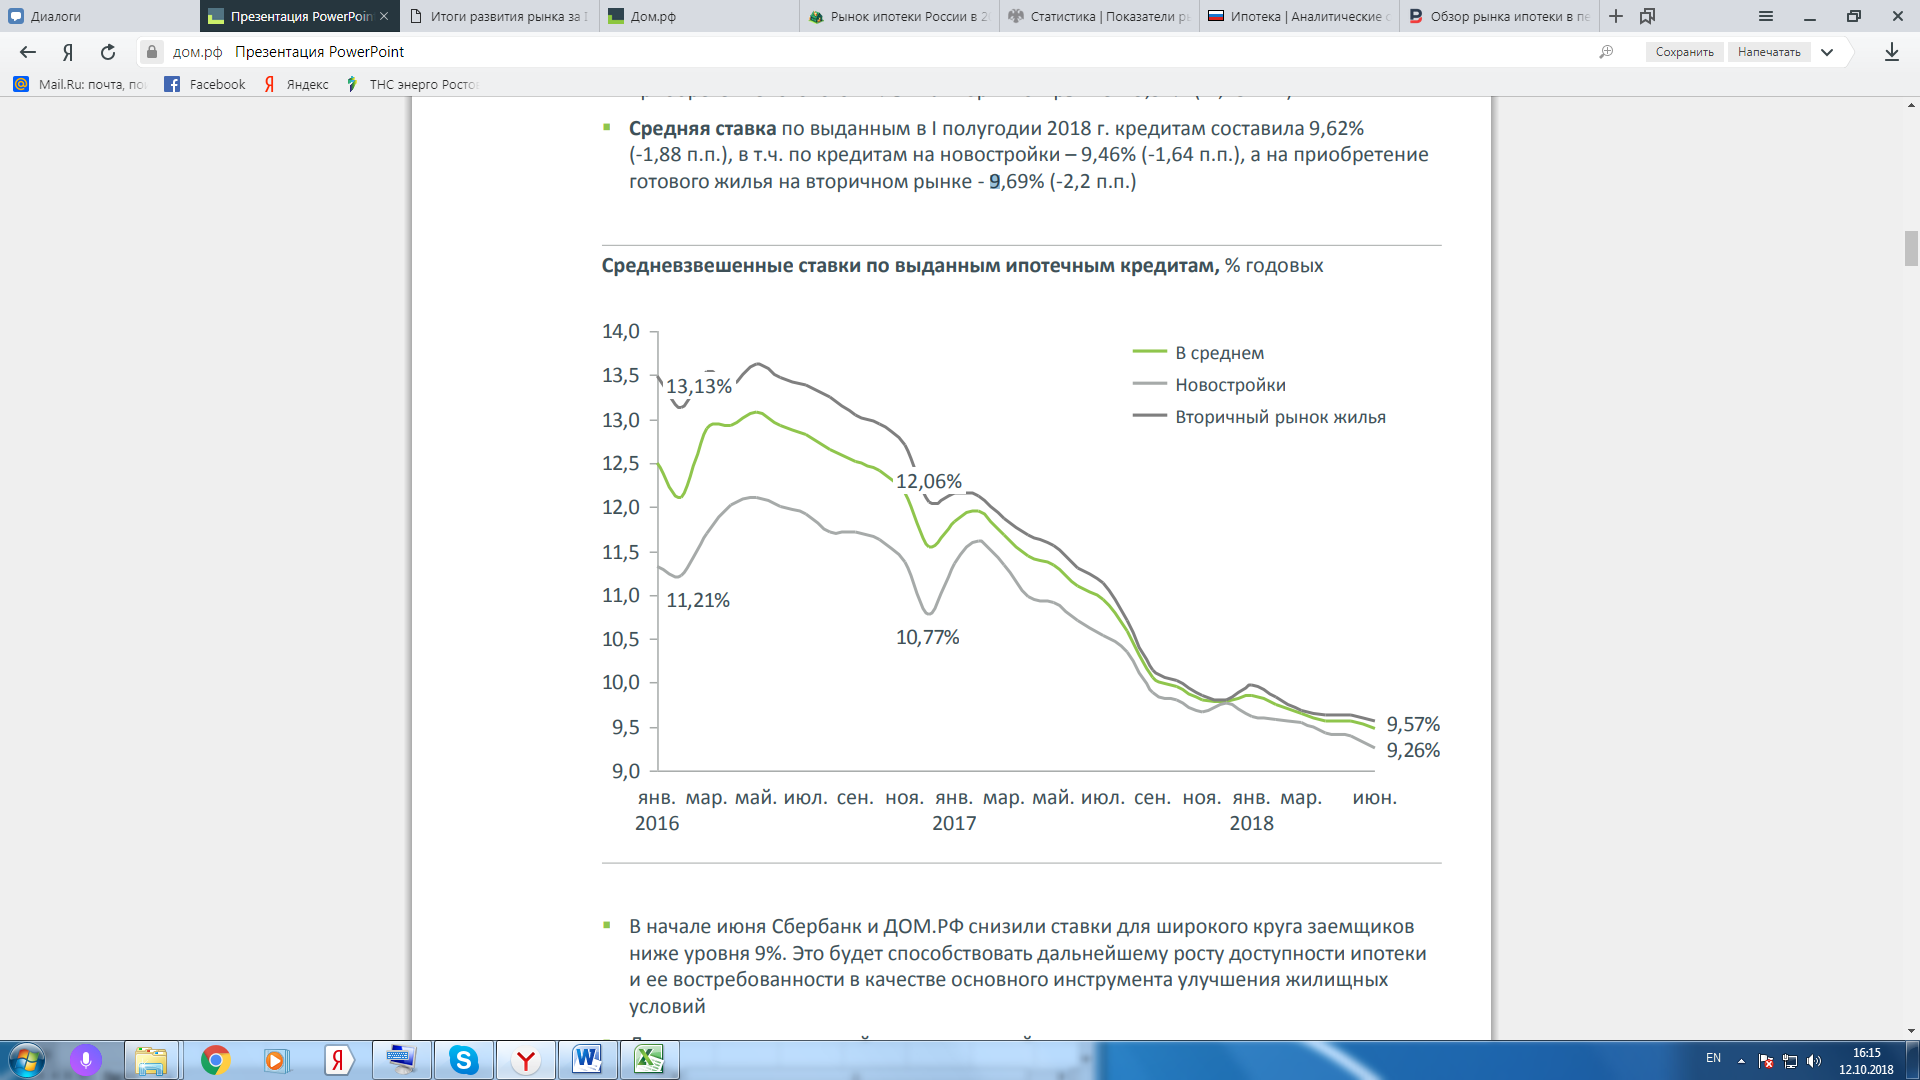 Диалоги
Презентация PowerPoin
Итоги развития рынка за
Дом.рф
Рынок ипотеки России в 2
Статистика | Показатели
Ипотека | Аналитические
Обзор рынка ипотеки в пе
дом.рф Презентация PowerPoint
Сохранить
Напечатать
Mail.Ru: почта, по
Facebook
Яндекс
ТНС энерго Росто
Средняя ставка по выданным в I полугодии 2018 г. кредитам составила 9,62%
(-1,88 п.п.), в т.ч. по кредитам на новостройки – 9,46% (-1,64 п.п.), а на приобретение
готового жилья на вторичном рынке - 9,69% (-2,2 п.п.)
Средневзвешенные ставки по выданным ипотечным кредитам, % годовых
14,0
13,5
13,0
12,5
12,0
11,5
11,0
10,5
10,0
9,5
9,0
В среднем
Новостройки
Вторичный рынок жилья
13,13%
12,06%
11,21%
10,77%
9,57%
9,26%
янв. мар. май. июл. сен. ноя. янв. мар. май. июл. сен. ноя. янв. мар. июн.
2016 2017 2018
В начале июня Сбербанк и ДОМ.РФ снизили ставки для широкого круга заемщиков
ниже уровня 9%. Это будет способствовать дальнейшему росту доступности ипотеки
и ее востребованности в качестве основного инструмента улучшения жилищных
условий
EN
16:15
12.10.2018